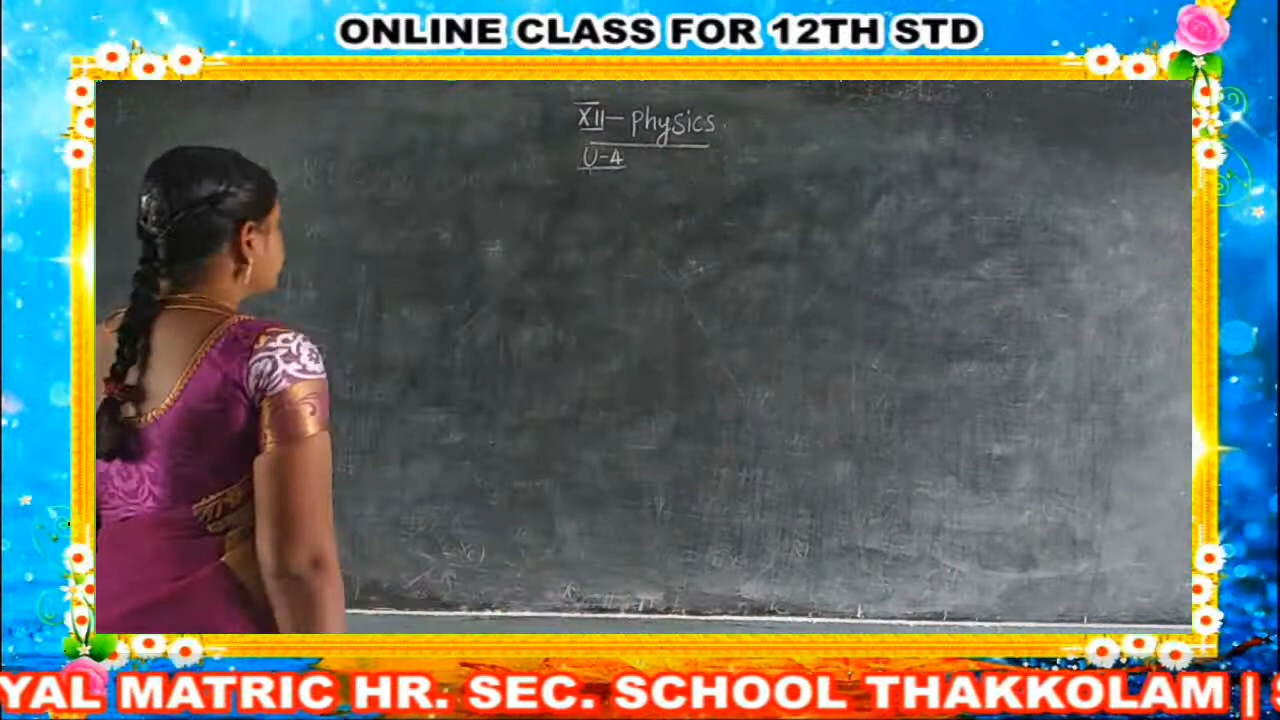 ONLINE CLASS FOR 12TH STD
XII - Physics
U-4
YAL MATRIC HR. SEC. SCHOOL THAKKOLAM |